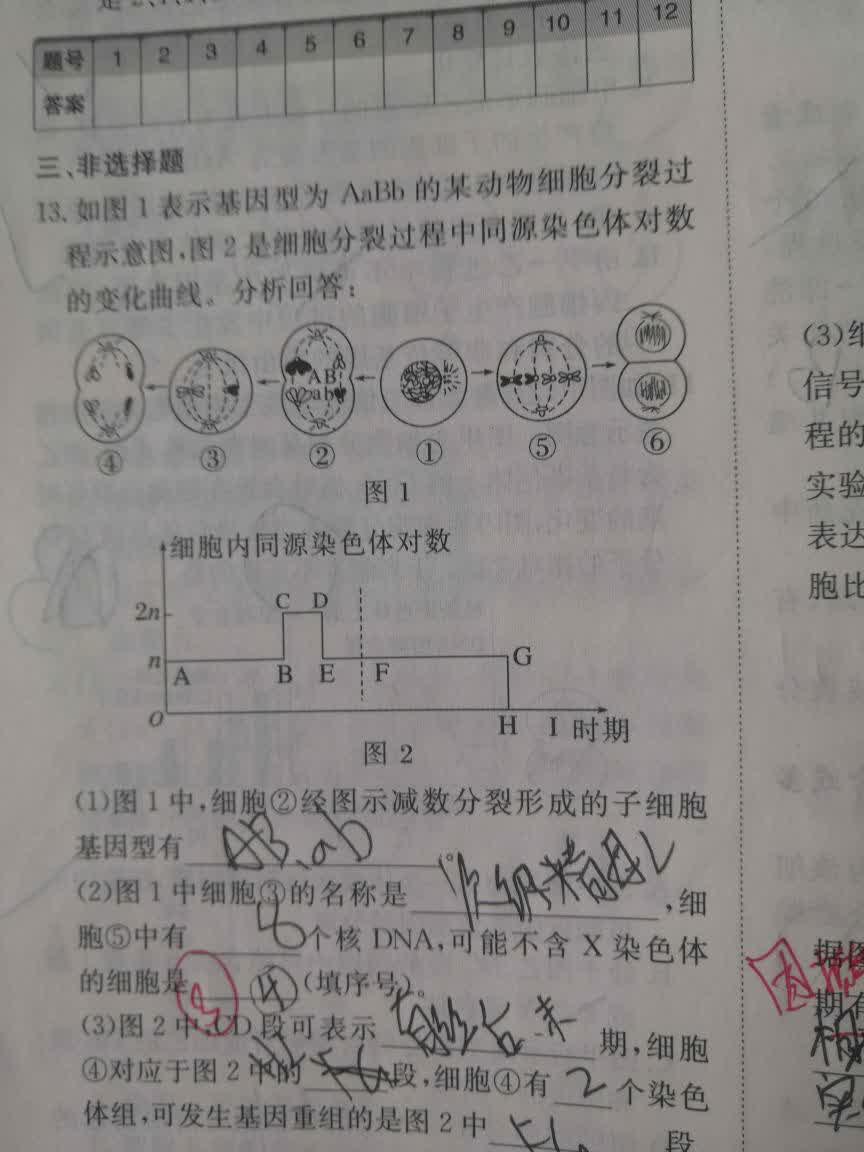 题号 1 2 3 4 5 6 7 8 9 10 11 12
答案
三、非选择题
13. 如图 1 表示基因型为 AaBb 的某动物细胞分裂过
程示意图,图 2 是细胞分裂过程中同源染色体对数
的变化曲线。分析回答:
AB
ab
④ ③ ② ① ⑤ ⑥
图 1
细胞内同源染色体对数
2n C D
n A B E F G
O H I 时期
图 2
(1)图 1 中,细胞②经图示减数分裂形成的子细胞
基因型有 AB、ab 。
(2)图 1 中细胞③的名称是 次级精母 ,细
胞⑤中有 8 个核 DNA,可能不含 X 染色体
的细胞是 ③ ④ (填序号)。
(3)图 2 中,CD 段可表示 有丝分裂 期,细胞
④对应于图 2 中的 段,细胞④有 2 个染色
体组,可发生基因重组的是图 2 中 FG 段
(3)细
信号
程的
实验
表达
胞比
据图
期有